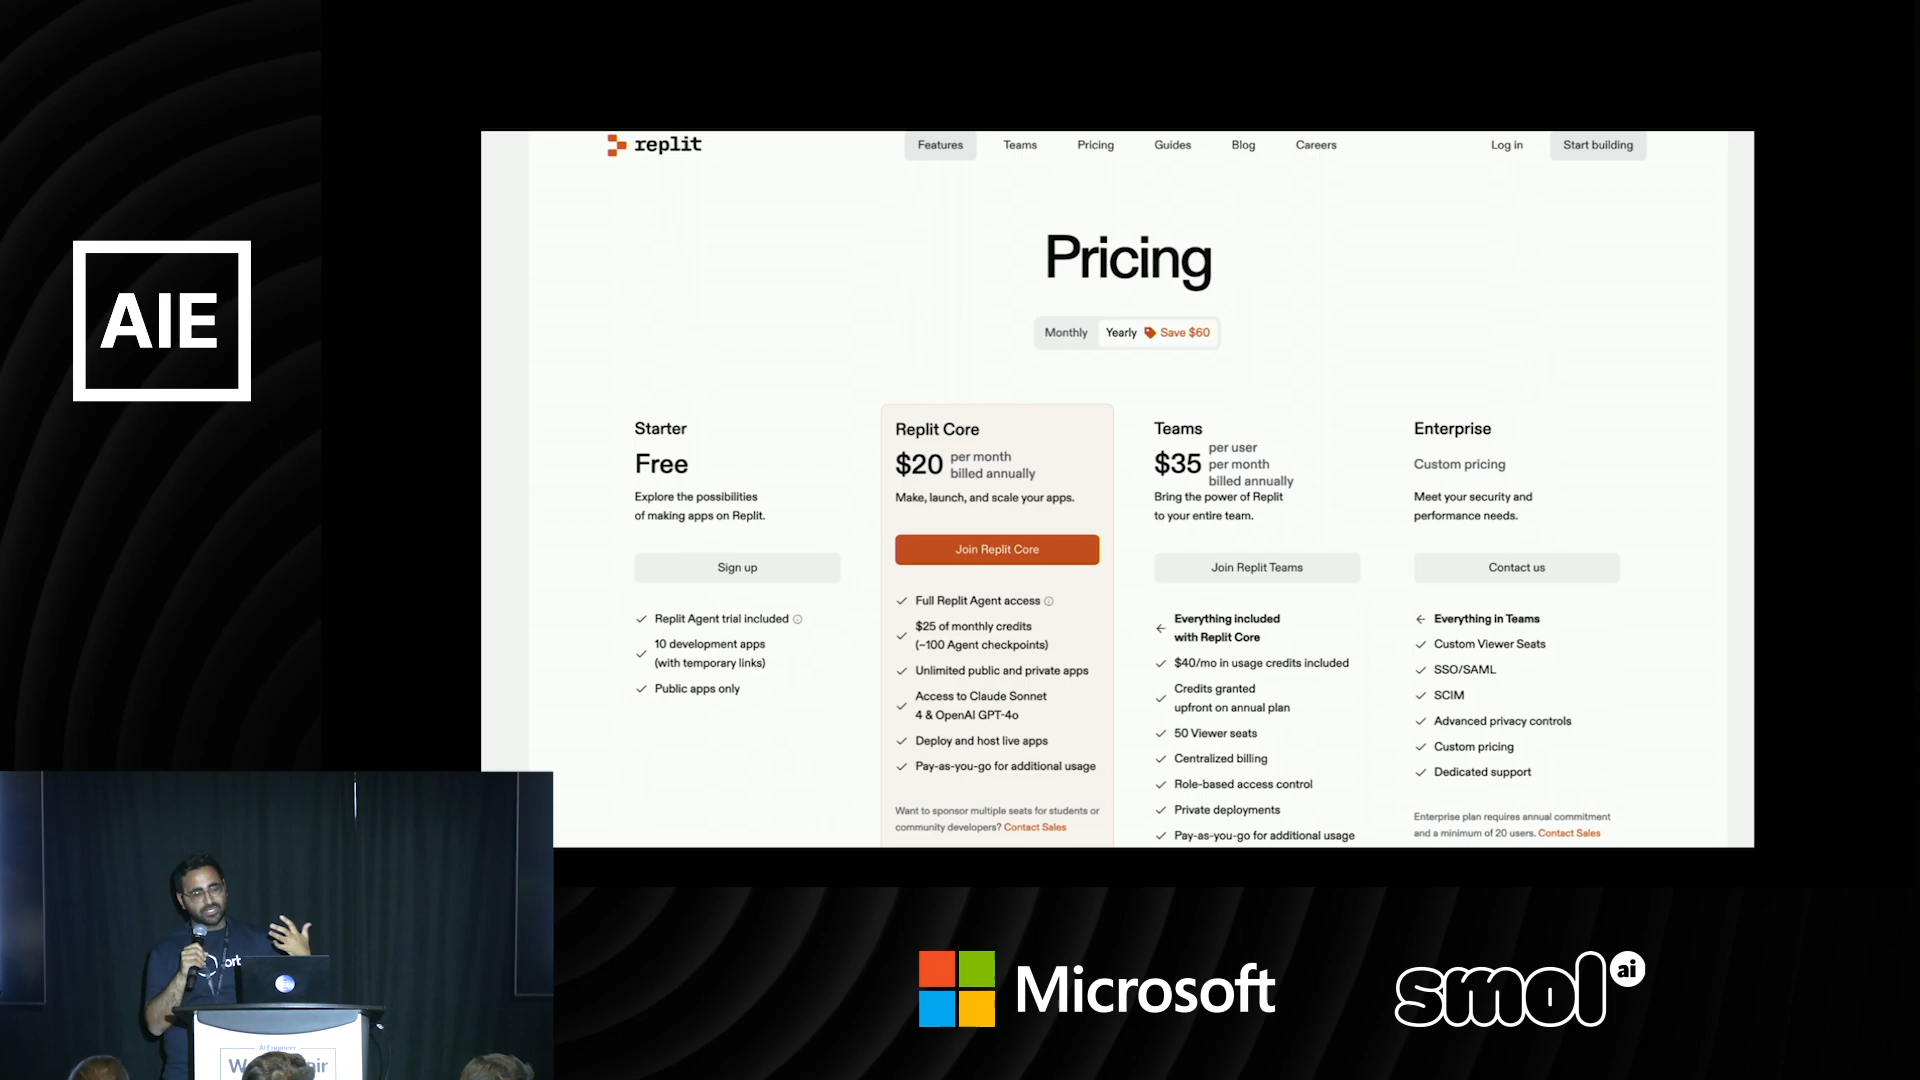 AIE
replit
Features
Teams
Pricing
Guides
Blog
Careers
Log in
Start building
Pricing
Monthly
Yearly
Save $60
Starter
Free
Explore the possibilities
of making apps on Replit.
Sign up
Replit Agent trial included
10 development apps
(with temporary links)
Public apps only
Replit Core
$20
per month
billed annually
Make, launch, and scale your apps.
Join Replit Core
Full Replit Agent access
$25 of monthly credits
(~100 Agent checkpoints)
Unlimited public and private apps
Access to Claude Sonnet
4 & OpenAI GPT-4o
Deploy and host live apps
Pay-as-you-go for additional usage
Want to sponsor multiple seats for students or
community developers? Contact Sales
Teams
$35
per user
per month
billed annually
Bring the power of Replit
to your entire team.
Join Replit Teams
Everything included
with Replit Core
$40/mo in usage credits included
Credits granted
upfront on annual plan
50 Viewer seats
Centralized billing
Role-based access control
Private deployments
Pay-as-you-go for additional usage
Enterprise
Custom pricing
Meet your security and
performance needs.
Contact us
Everything in Teams
Custom Viewer Seats
SSO/SAML
SCIM
Advanced privacy controls
Custom pricing
Dedicated support
Enterprise plan requires annual commitment
and a minimum of 20 users. Contact Sales
AI Engineer
Microsoft
smol ai